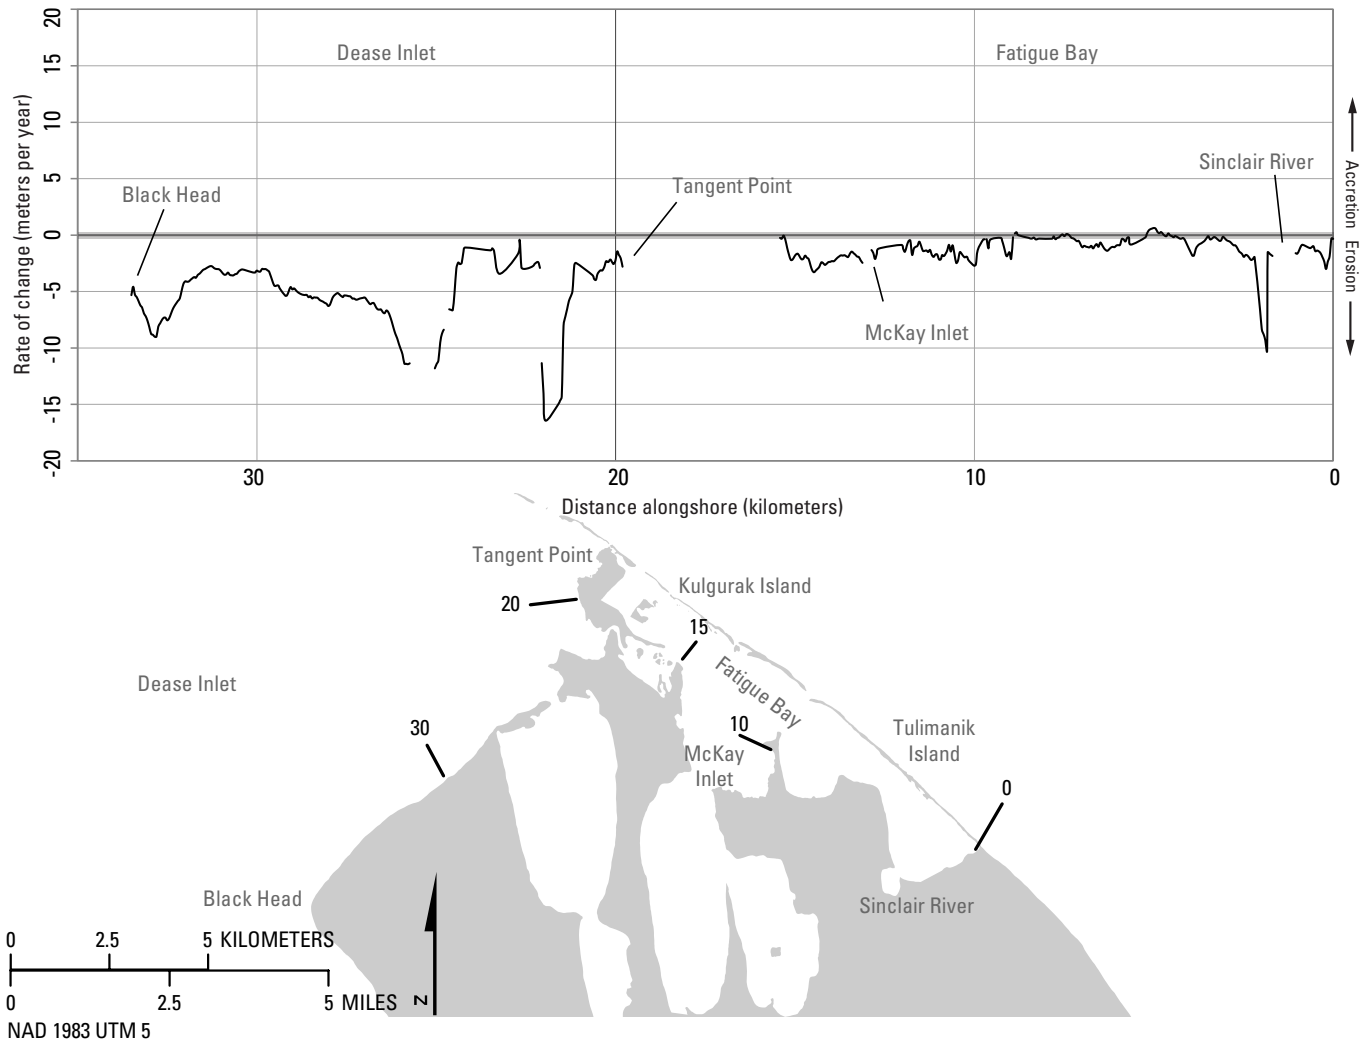 20
15
10
5
0
-5
-10
-15
-20
Rate of change (meters per year)
Dease Inlet
Fatigue Bay
Black Head
Tangent Point
McKay Inlet
Sinclair River
Accretion
Erosion
30
20
10
0
Distance alongshore (kilometers)
Tangent Point
Kulgurak Island
20
15
Dease Inlet
Fatigue Bay
30
10
McKay
Inlet
Tulimanik
Island
0
Black Head
Sinclair River
0 2.5 5 KILOMETERS
0 2.5 5 MILES
N
NAD 1983 UTM 5